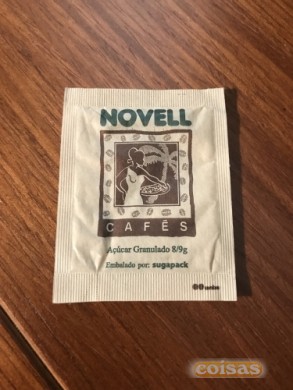 NOVELL
CAFÉS
Açúcar Granulado 8/9g
Embalado por: sugapack
coisas